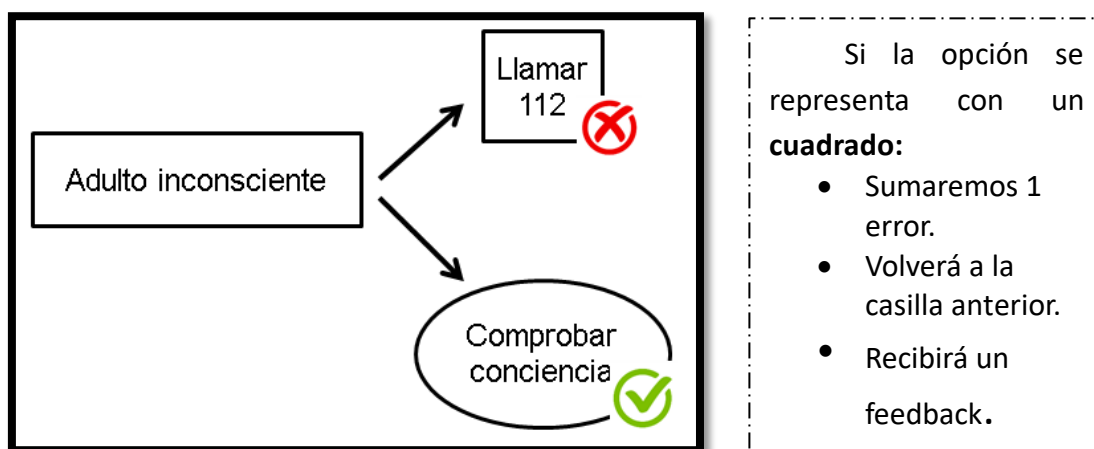 Llamar
112
Adulto inconsciente
Comprobar
conciencia
Si la opción se
representa con un
cuadrado:
• Sumaremos 1
error.
• Volverá a la
casilla anterior.
• Recibirá un
feedback.